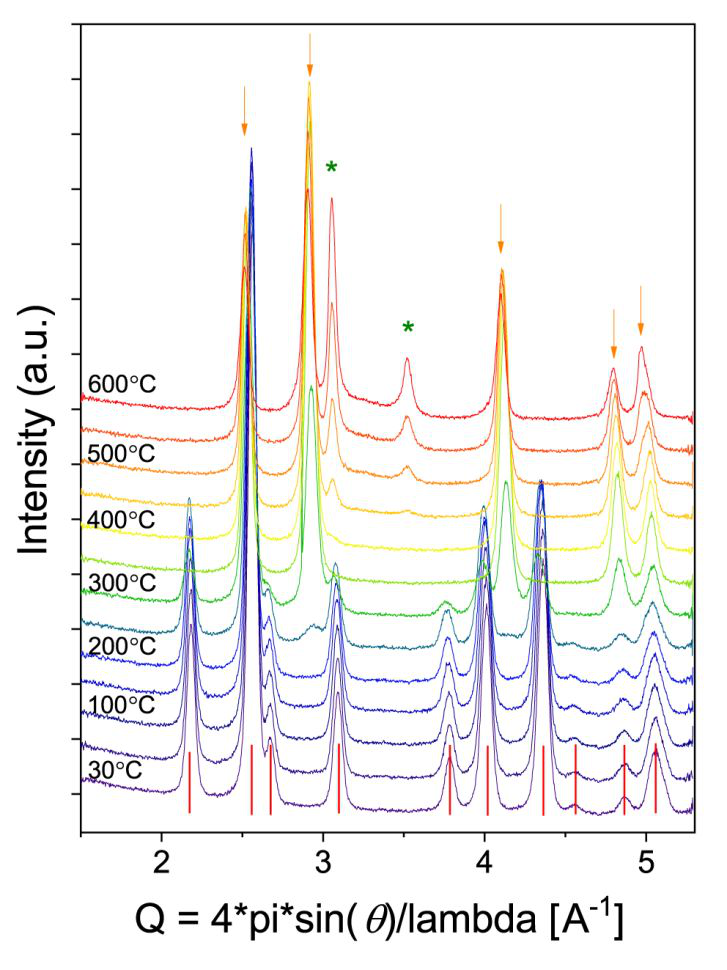 *
*
600°C
500°C
400°C
300°C
200°C
100°C
30°C
Intensity (a.u.)
2 3 4 5
Q = 4*pi*sin(θ)/lambda [A⁻¹]